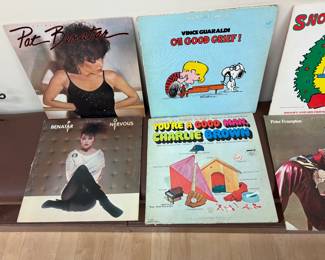 Pat Benatar
VINCE GUARALDI
OH GOOD GRIEF!
SNO
BENATAR
NERVOUS
YOU'RE A GOOD MAN,
CHARLIE BROWN
Peter Frampton